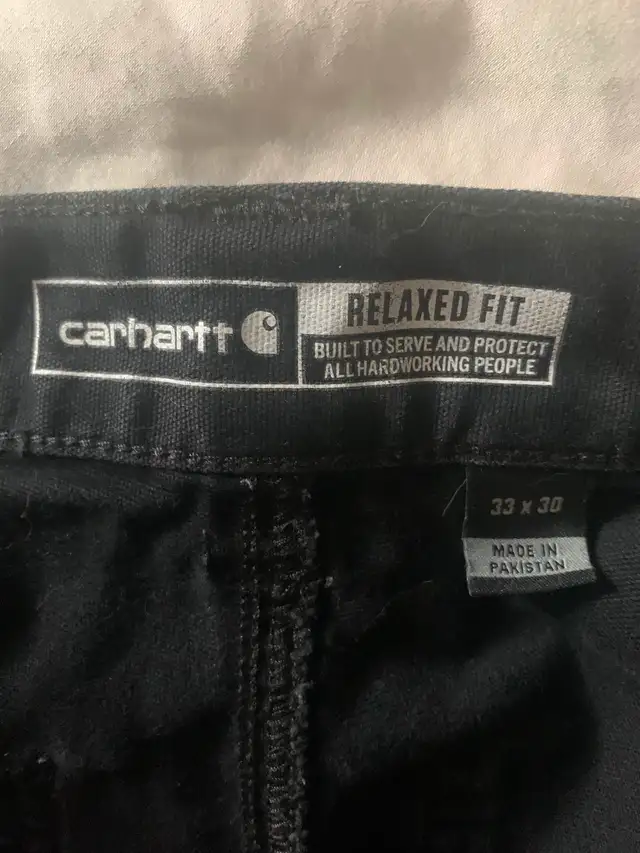 carhartt
RELAXED FIT
BUILT TO SERVE AND PROTECT
ALL HARDWORKING PEOPLE
33 x 30
MADE IN
PAKISTAN